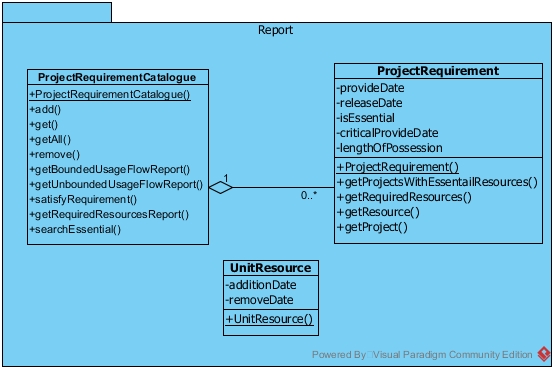 Report
ProjectRequirementCatalogue
+ProjectRequirementCatalogue()
+add()
+get()
+getAll()
+remove()
+getBoundedUsageFlowReport()
+getUnboundedUsageFlowReport()
+satisfyRequirement()
+getRequiredResourcesReport()
+searchEssential()
1
0..*
ProjectRequirement
-provideDate
-releaseDate
-isEssential
-criticalProvideDate
-lengthOfPossession
+ProjectRequirement()
+getProjectsWithEssentailResources()
+getRequiredResources()
+getResource()
+getProject()
UnitResource
-additionDate
-removeDate
+UnitResource()
Powered By Visual Paradigm Community Edition